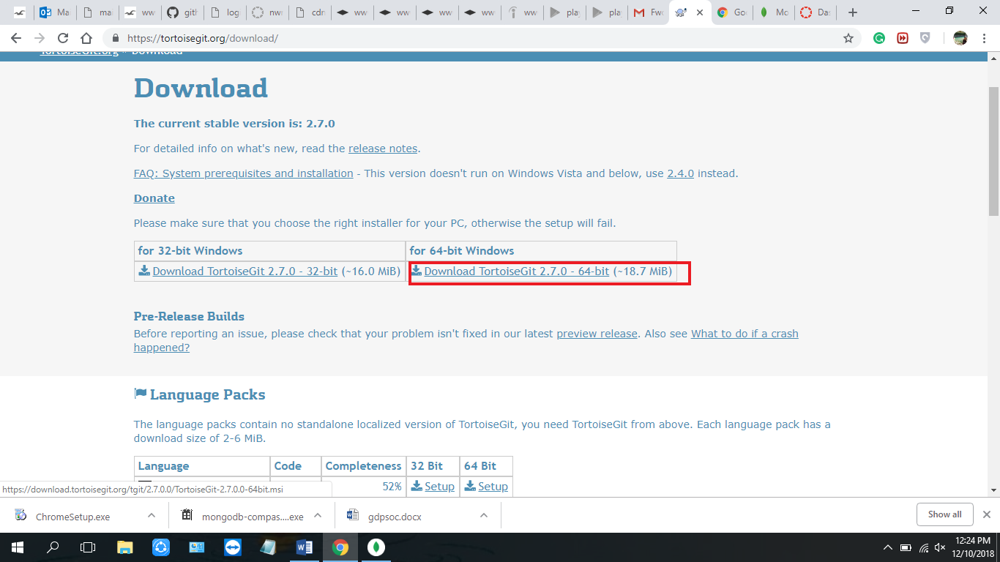 Ma
ma
ww
gith
log
nwr
cdn
ww
ww
ww
ww
ww
play
play
Fwd
Goo
Mo
Das
https://tortoisegit.org/download/
TortoiseGit.org » Download
Download
The current stable version is: 2.7.0
For detailed info on what's new, read the release notes.
FAQ: System prerequisites and installation - This version doesn't run on Windows Vista and below, use 2.4.0 instead.
Donate
Please make sure that you choose the right installer for your PC, otherwise the setup will fail.
for 32-bit Windows for 64-bit Windows
Download TortoiseGit 2.7.0 - 32-bit (~16.0 MiB) Download TortoiseGit 2.7.0 - 64-bit (~18.7 MiB)
Pre-Release Builds
Before reporting an issue, please check that your problem isn't fixed in our latest preview release. Also see What to do if a crash
happened?
Language Packs
The language packs contain no standalone localized version of TortoiseGit, you need TortoiseGit from above. Each language pack has a
download size of 2-6 MiB.
Language Code Completeness 32 Bit 64 Bit
52% Setup Setup
https://download.tortoisegit.org/tgit/2.7.0.0/TortoiseGit-2.7.0.0-64bit.msi
ChromeSetup.exe
mongodb-compas....exe
gdpsoc.docx
Show all
12:24 PM
12/10/2018